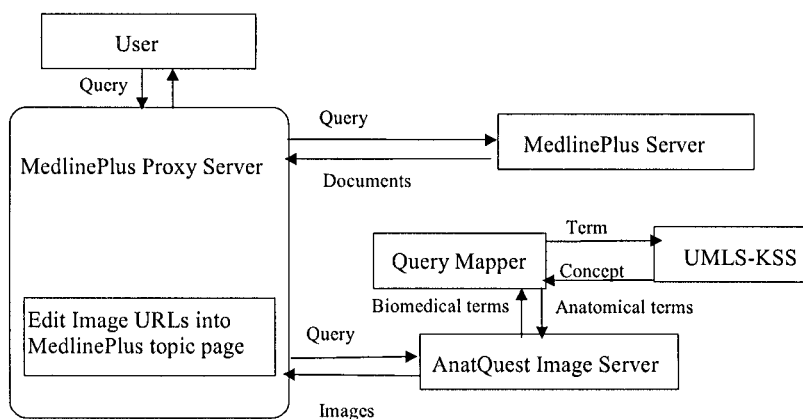 User
Query
MedlinePlus Proxy Server
Query
MedlinePlus Server
Documents
Term
Query Mapper
UMLS-KSS
Concept
Biomedical terms
Anatomical terms
Edit Image URLs into
MedlinePlus topic page
Query
AnatQuest Image Server
Images